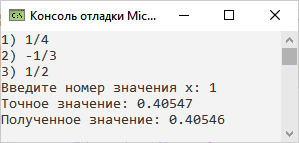 Консоль отладки Mic...
1) 1/4
2) -1/3
3) 1/2
Введите номер значения x: 1
Точное значение: 0.40547
Полученное значение: 0.40546